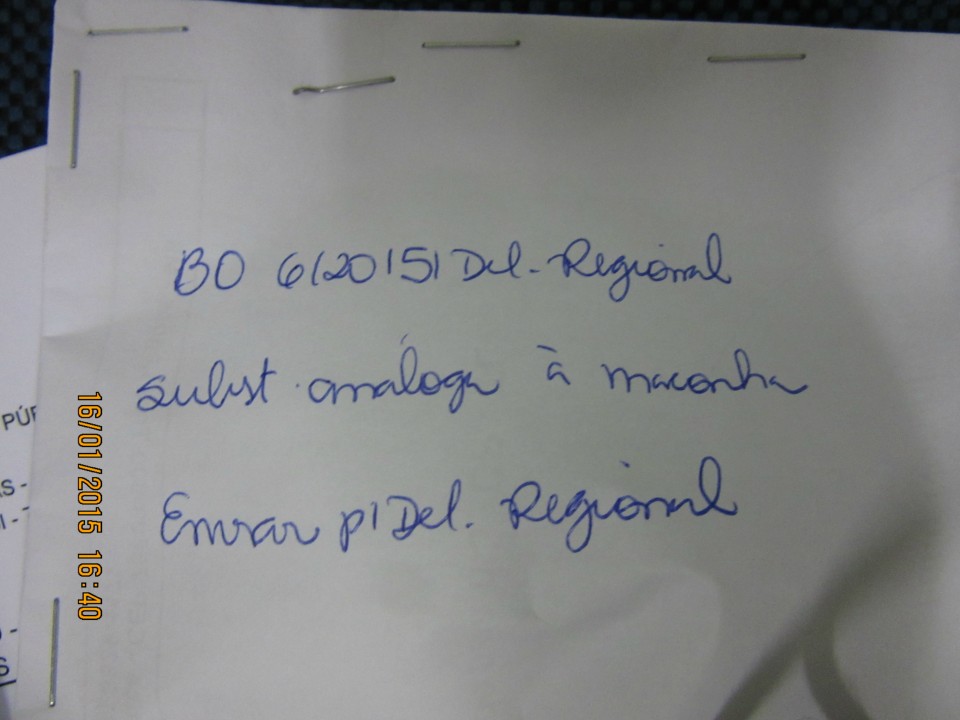 BO 6/2015/Del. Regional
subst. análoga à maconha
Enviar p/ Del. Regional
16/01/2015 16:40